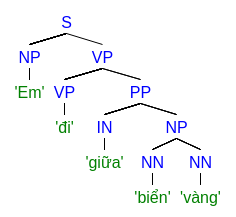 S
NP VP
'Em' VP PP
'đi' IN NP
'giữa' NN NN
'biển' 'vàng'